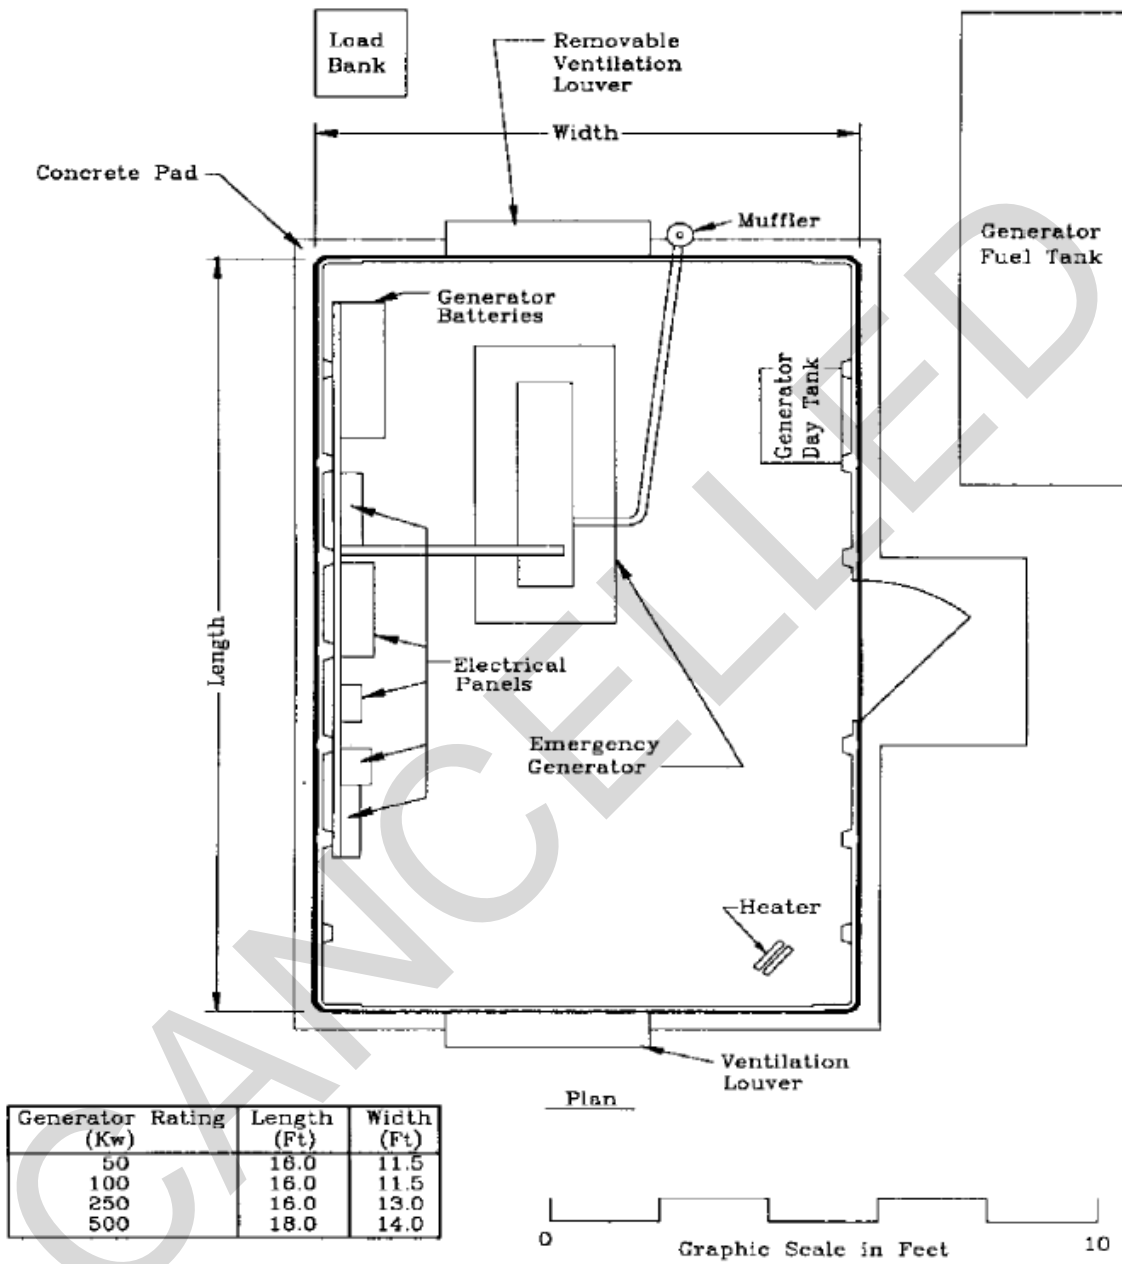 Load
Bank
Removable
Ventilation
Louver
Width
Concrete Pad
Muffler
Generator
Fuel Tank
Generator
Batteries
Generator
Day Tank
Length
Electrical
Panels
Emergency
Generator
Heater
Ventilation
Louver
Plan
Generator Rating
(Kw)
Length
(Ft)
Width
(Ft)
50 16.0 11.5
100 16.0 11.5
250 16.0 13.0
500 18.0 14.0
0 10
Graphic Scale in Feet
CANCELLED